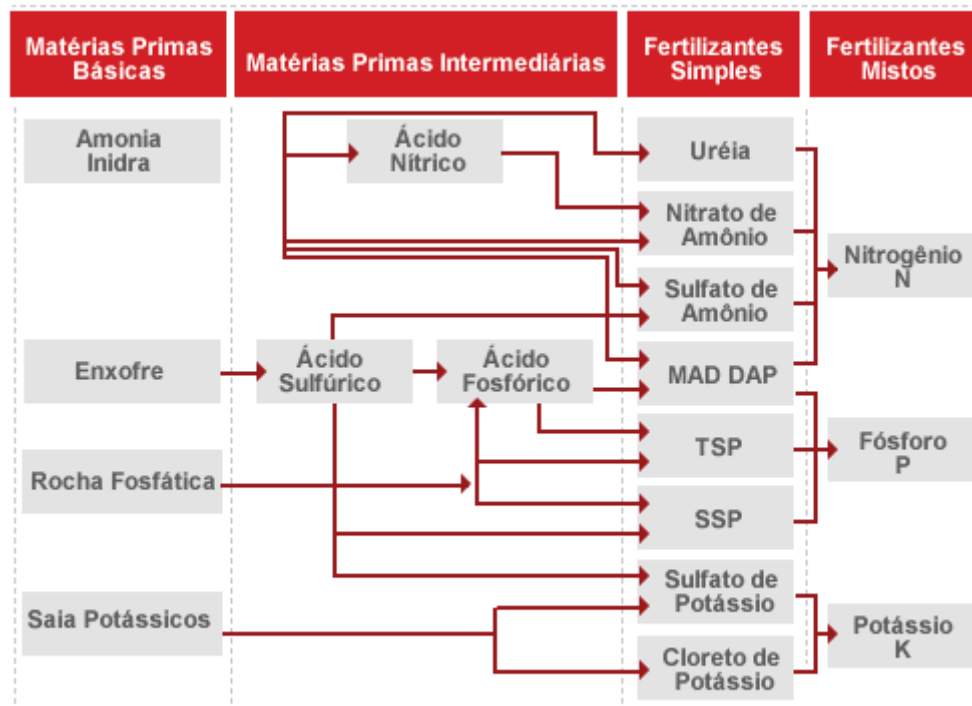 Matérias Primas
Básicas
Matérias Primas Intermediárias
Fertilizantes
Simples
Fertilizantes
Mistos
Amonia
Inidra
Ácido
Nítrico
Uréia
Nitrato de
Amônio
Nitrogênio
N
Sulfato de
Amônio
Enxofre
Ácido
Sulfúrico
Ácido
Fosfórico
MAD DAP
TSP
Fósforo
P
Rocha Fosfática
SSP
Sulfato de
Potássio
Saia Potássicos
Potássio
K
Cloreto de
Potássio